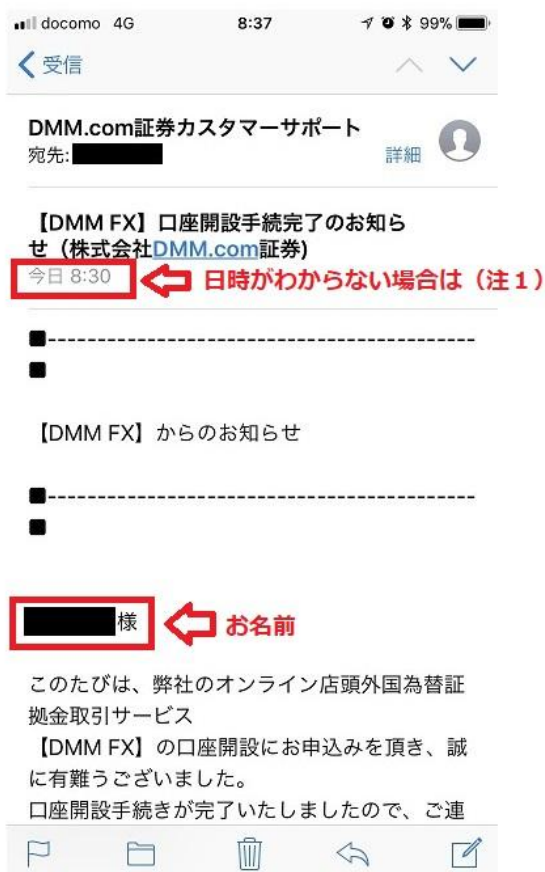 docomo 4G 8:37 99%
受信
DMM.com証券カスタマーサポート
宛先:
詳細
【DMM FX】口座開設手続完了のお知ら
せ（株式会社DMM.com証券)
今日 8:30
日時がわからない場合は（注１）
■-------------------------------------------
■
【DMM FX】からのお知らせ
■-------------------------------------------
■
様
お名前
このたびは、弊社のオンライン店頭外国為替証
拠金取引サービス
【DMM FX】の口座開設にお申込みを頂き、誠
に有難うございました。
口座開設手続きが完了いたしましたので、ご連